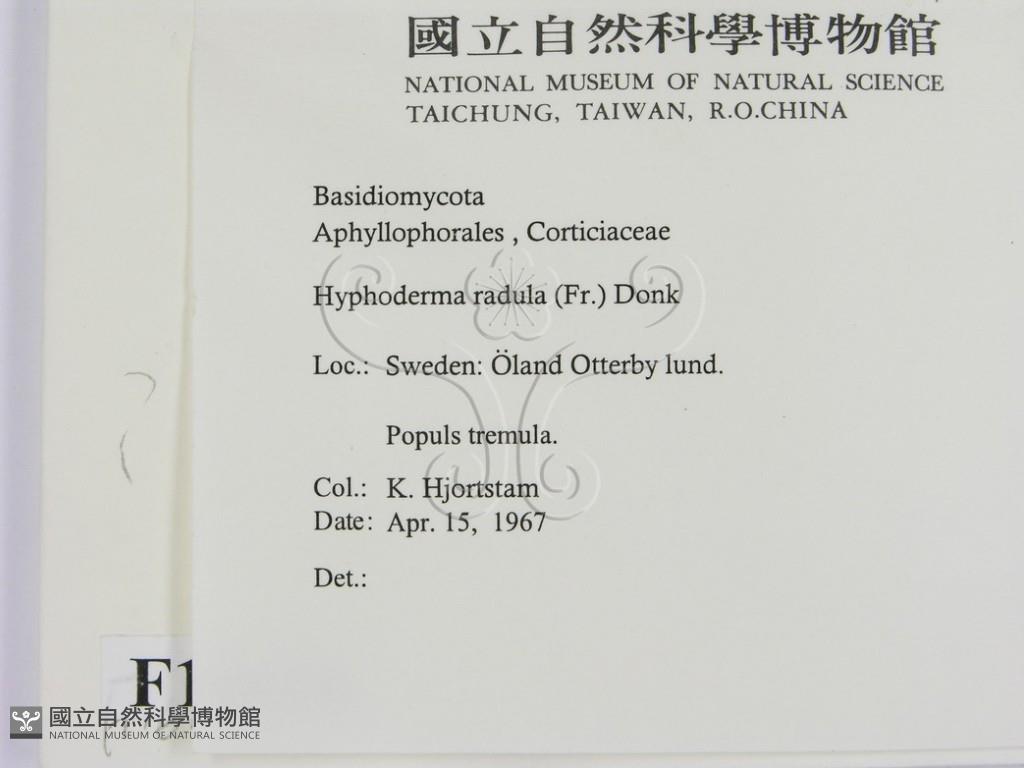 國立自然科學博物館
NATIONAL MUSEUM OF NATURAL SCIENCE
TAICHUNG, TAIWAN, R.O.CHINA
Basidiomycota
Aphyllophorales , Corticiaceae
Hyphoderma radula (Fr.) Donk
Loc.: Sweden: Öland Otterby lund.
Populs tremula.
Col.: K. Hjortstam
Date: Apr. 15, 1967
Det.:
F1
國立自然科學博物館
NATIONAL MUSEUM OF NATURAL SCIENCE